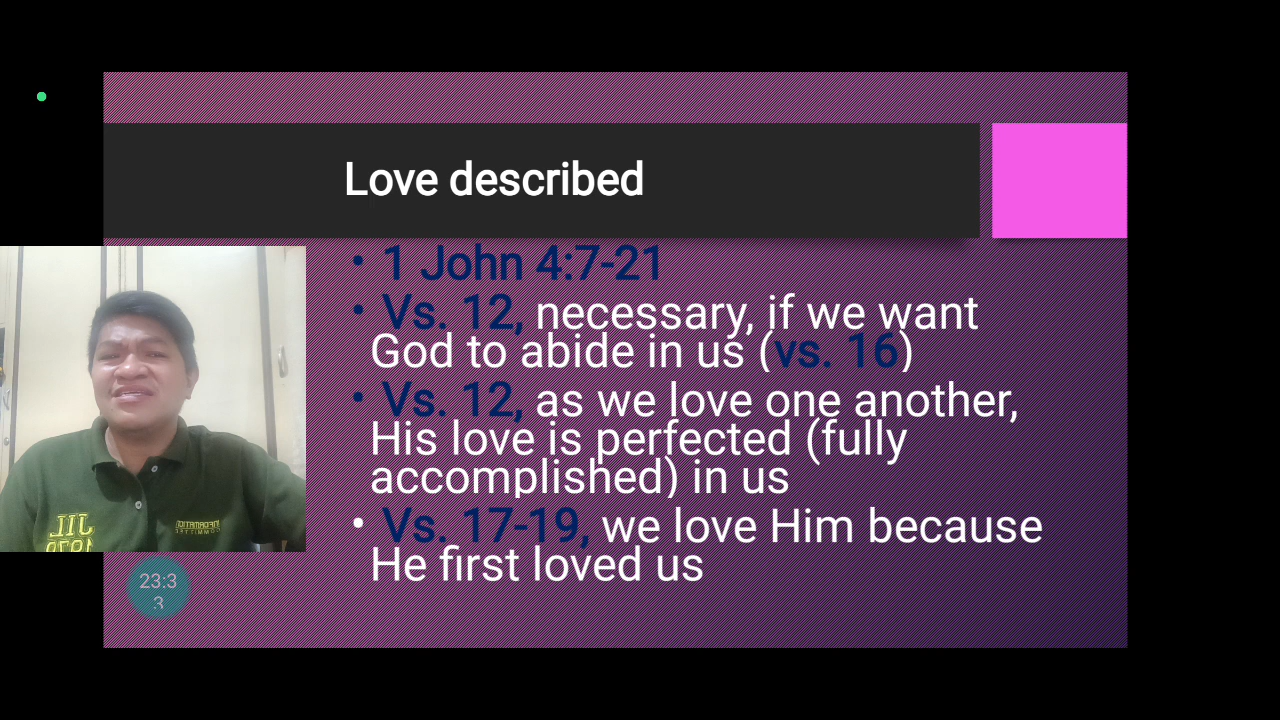 Love described
• 1 John 4:7-21
• Vs. 12, necessary, if we want
God to abide in us (vs. 16)
• Vs. 12, as we love one another,
His love is perfected (fully
accomplished) in us
• Vs. 17-19, we love Him because
He first loved us
JIL
23:3
3